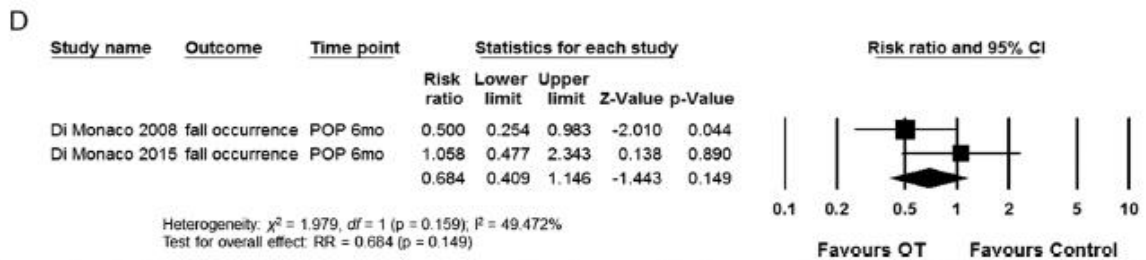 D
Study name Outcome Time point Statistics for each study Risk ratio and 95% CI
Risk Lower Upper
ratio limit limit Z-Value p-Value
Di Monaco 2008 fall occurrence POP 6mo 0.500 0.254 0.983 -2.010 0.044
Di Monaco 2015 fall occurrence POP 6mo 1.058 0.477 2.343 0.138 0.890
0.684 0.409 1.146 -1.443 0.149
0.1 0.2 0.5 1 2 5 10
Heterogeneity: χ² = 1.979, df = 1 (p = 0.159); I² = 49.472%
Test for overall effect: RR = 0.684 (p = 0.149)
Favours OT Favours Control